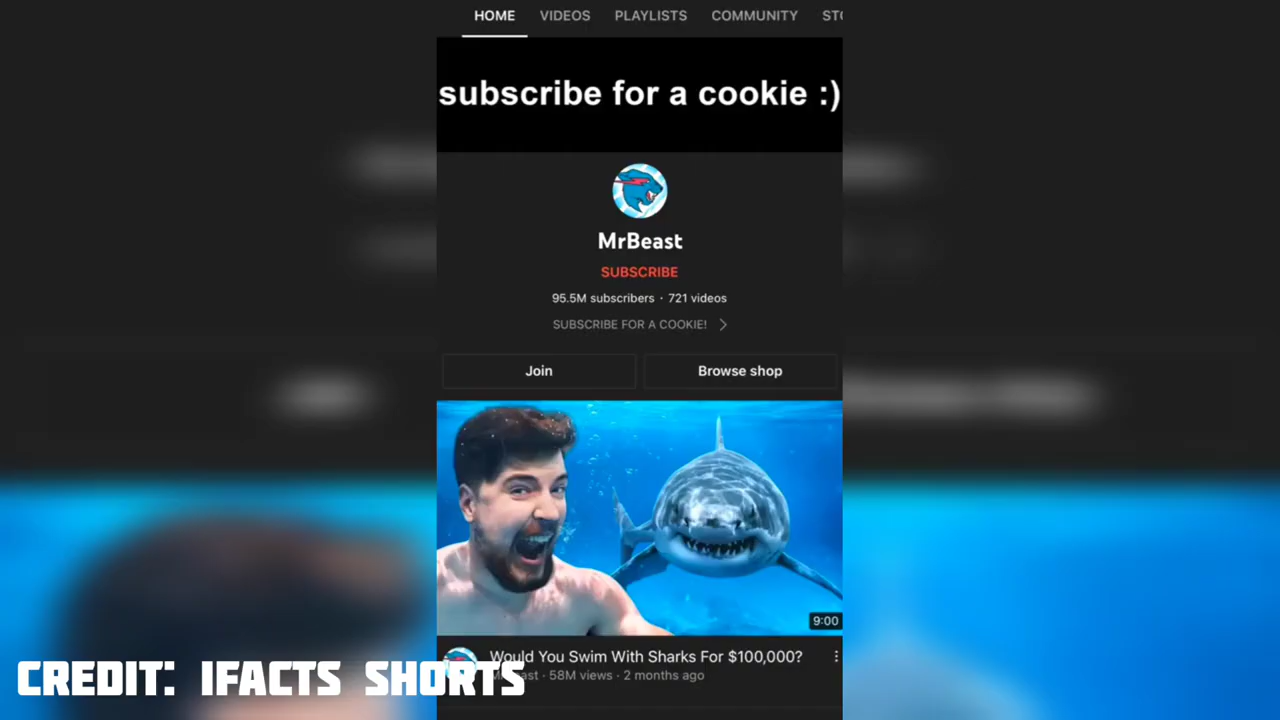 HOME VIDEOS PLAYLISTS COMMUNITY
subscribe for a cookie :)
MrBeast
SUBSCRIBE
95.5M subscribers · 721 videos
SUBSCRIBE FOR A COOKIE!
Join Browse shop
9:00
Would You Swim With Sharks For $100,000?
58M views · 2 months ago
CREDIT: IFACTS SHORTS